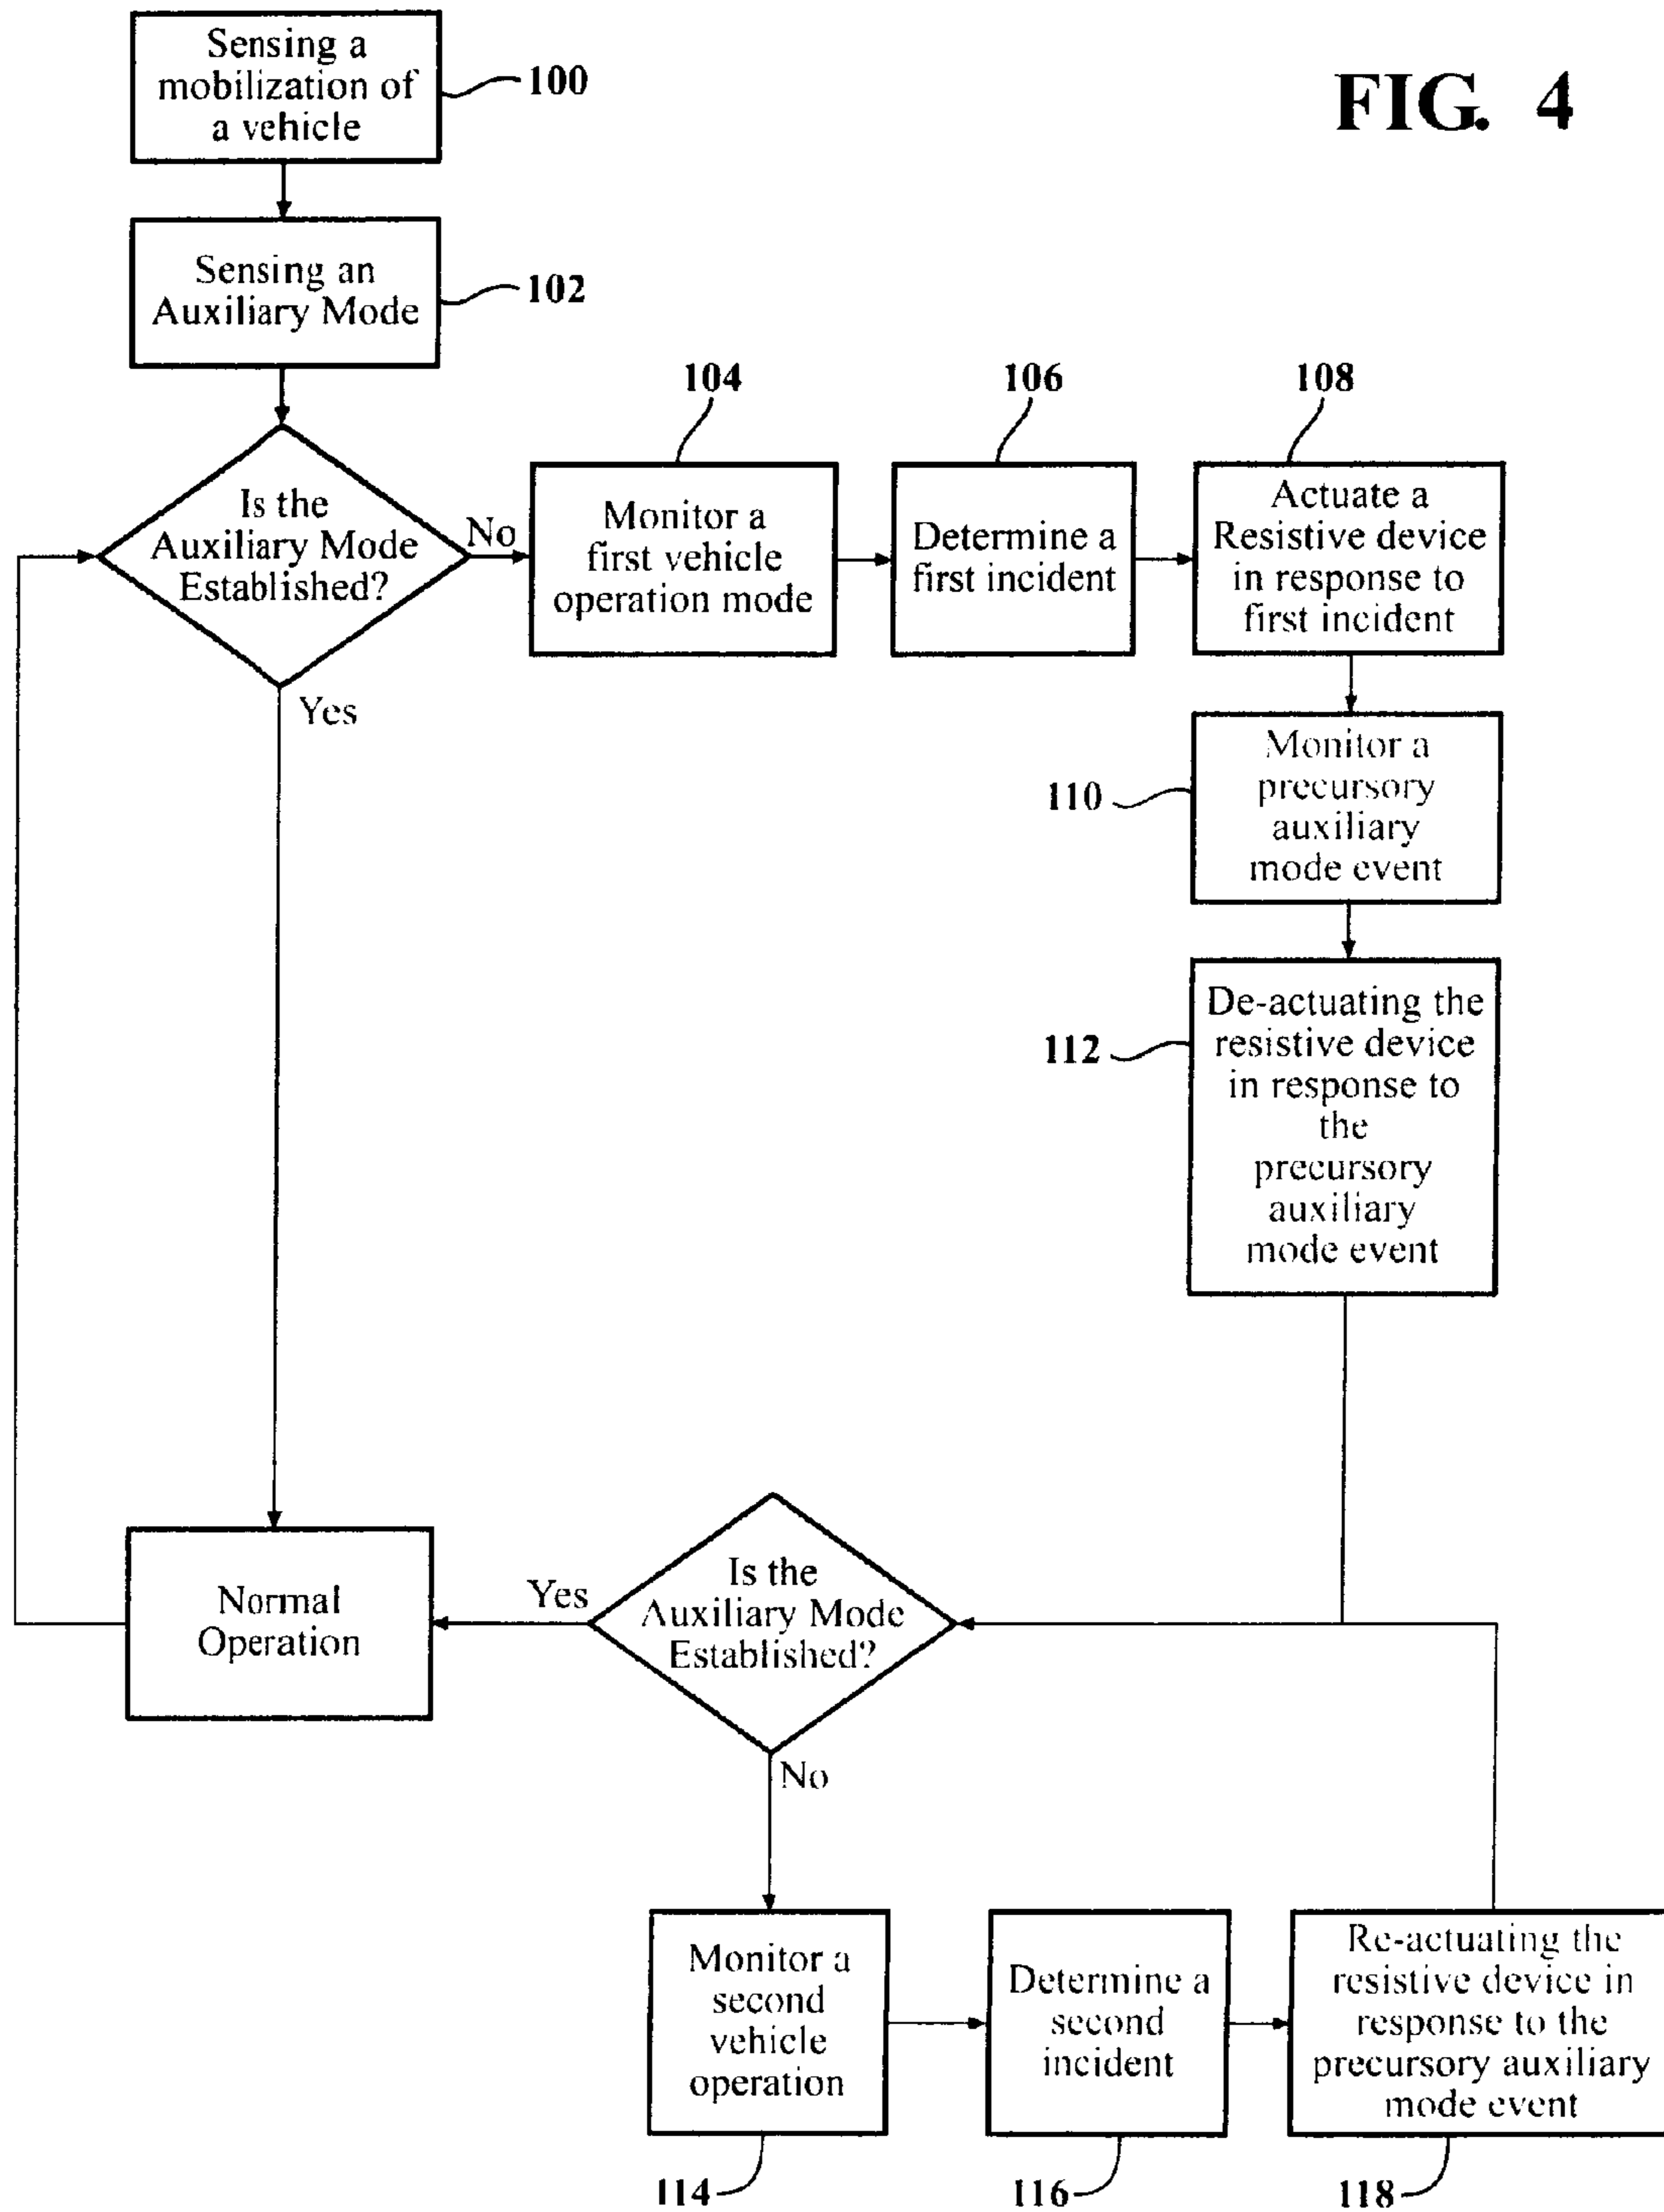 FIG. 4
Sensing a
mobilization of
a vehicle
100
Sensing an
Auxiliary Mode
102
Is the
Auxiliary Mode
Established?
No
Yes
104
Monitor a
first vehicle
operation mode
106
Determine a
first incident
108
Actuate a
Resistive device
in response to
first incident
110
Monitor a
precursory
auxiliary
mode event
112
De-actuating the
resistive device
in response to
the
precursory
auxiliary
mode event
Normal
Operation
Yes
Is the
Auxiliary Mode
Established?
No
Monitor a
second
vehicle
operation
114
Determine a
second
incident
116
Re-actuating the
resistive device in
response to the
precursory auxiliary
mode event
118